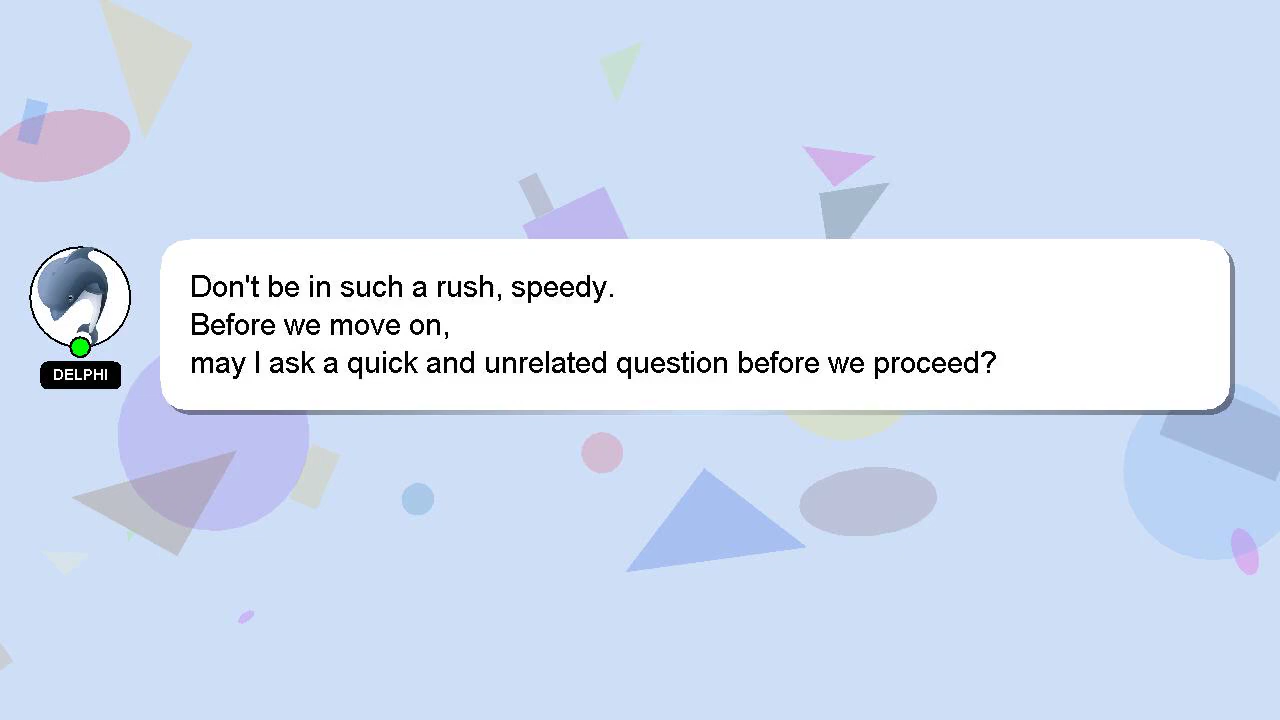 Don't be in such a rush, speedy.
Before we move on,
may I ask a quick and unrelated question before we proceed?
DELPHI